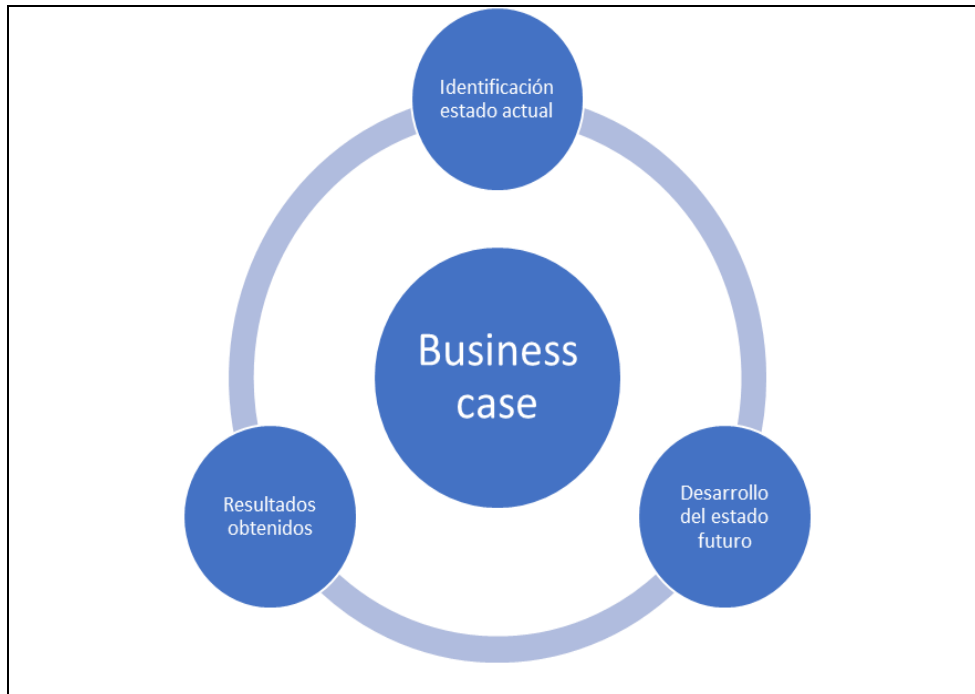 Identificación
estado actual
Business
case
Resultados
obtenidos
Desarrollo
del estado
futuro